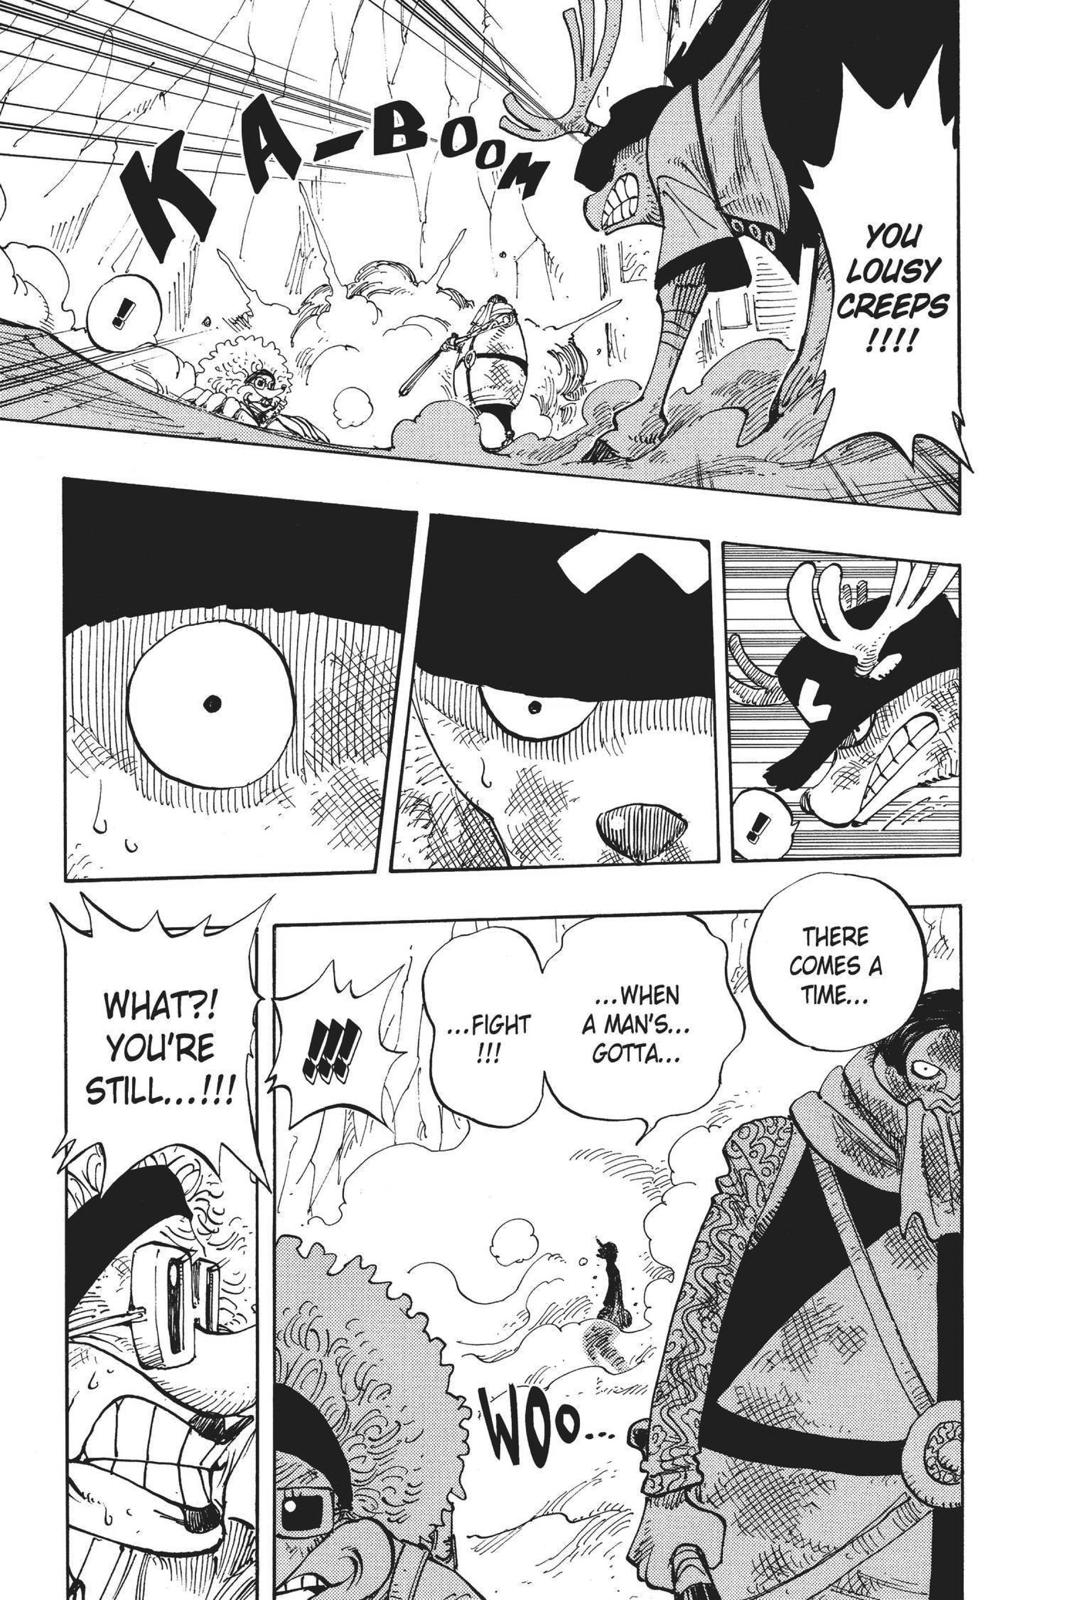 KA-BOOM
YOU
LOUSY
CREEPS
!!!!
!
!!
THERE
COMES A
TIME...
...WHEN
A MAN'S...
GOTTA...
...FIGHT
!!!
!!!
WOO...
WHAT?!
YOU'RE
STILL...!!!